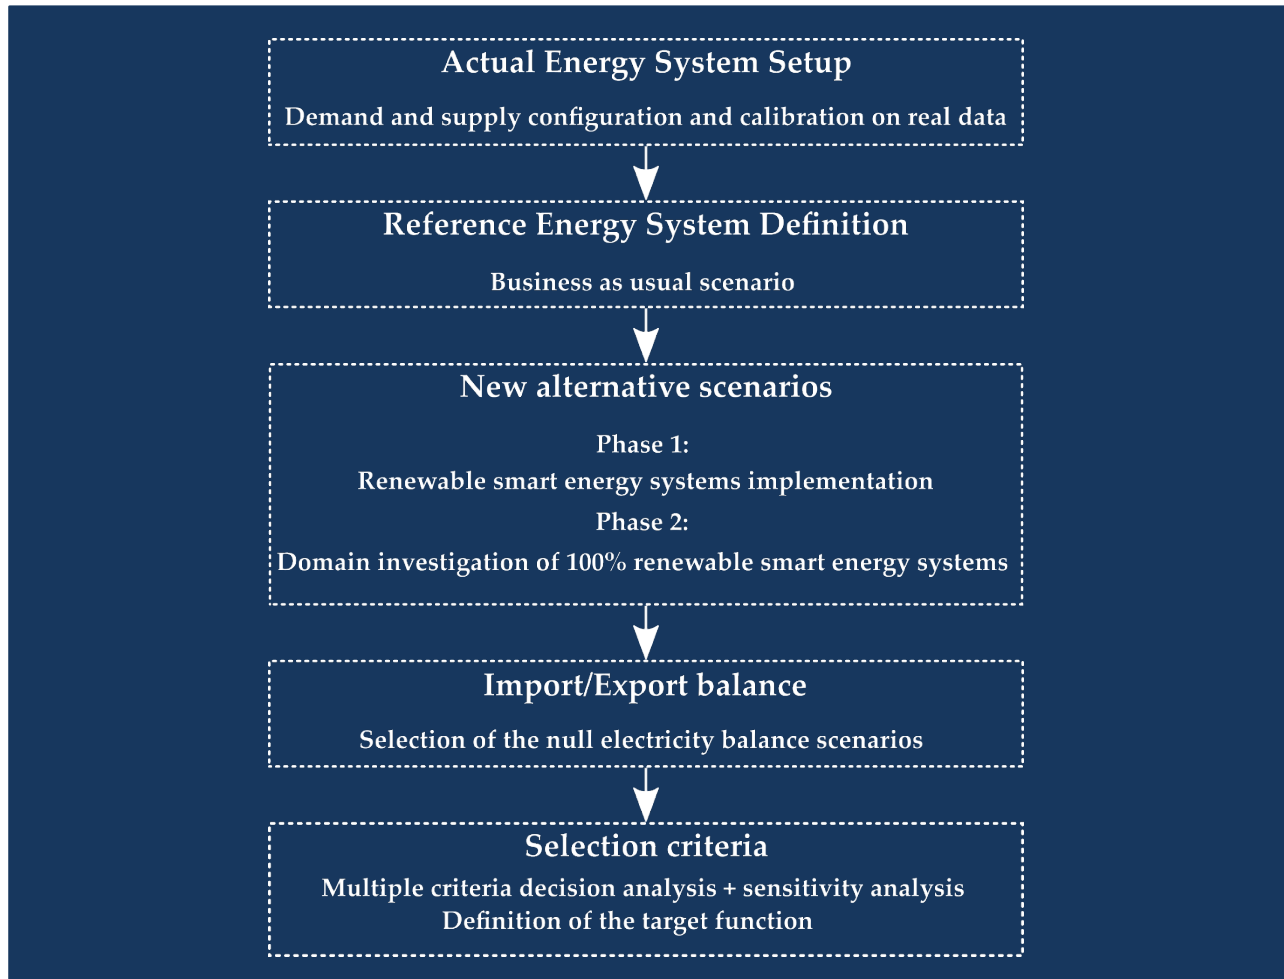 Actual Energy System Setup
Demand and supply configuration and calibration on real data
Reference Energy System Definition
Business as usual scenario
New alternative scenarios
Phase 1:
Renewable smart energy systems implementation
Phase 2:
Domain investigation of 100% renewable smart energy systems
Import/Export balance
Selection of the null electricity balance scenarios
Selection criteria
Multiple criteria decision analysis + sensitivity analysis
Definition of the target function